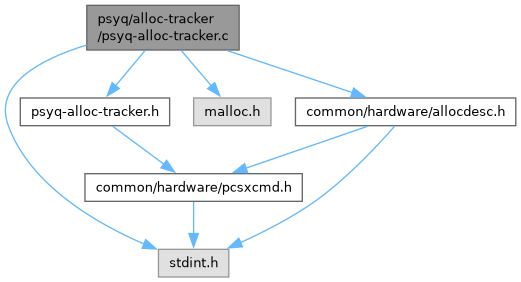 psyq/alloc-tracker
/psyq-alloc-tracker.c
psyq-alloc-tracker.h
malloc.h
common/hardware/allocdesc.h
common/hardware/pcsxcmd.h
stdint.h